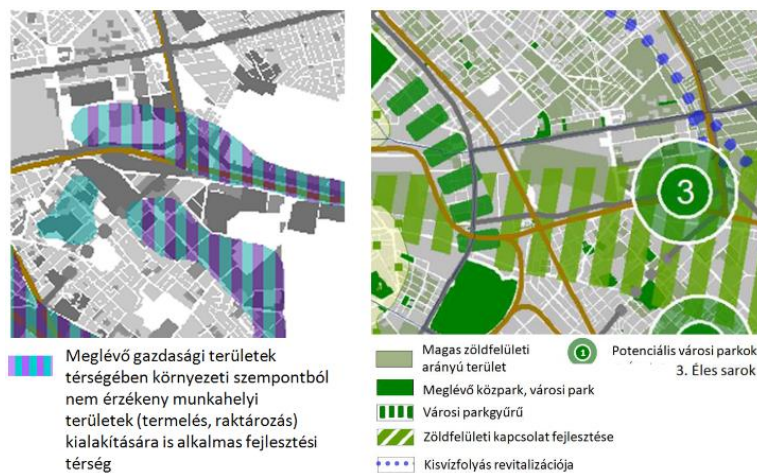 3
Meglévő gazdasági területek
térségében környezeti szempontból
nem érzékeny munkahelyi
területek (termelés, raktározás)
kialakítására is alkalmas fejlesztési
térség
Magas zöldfelületi
arányú terület
Meglévő közpark, városi park
Városi parkgyűrű
Zöldfelületi kapcsolat fejlesztése
Kisvízfolyás revitalizációja
1
Potenciális városi parkok
3. Éles sarok